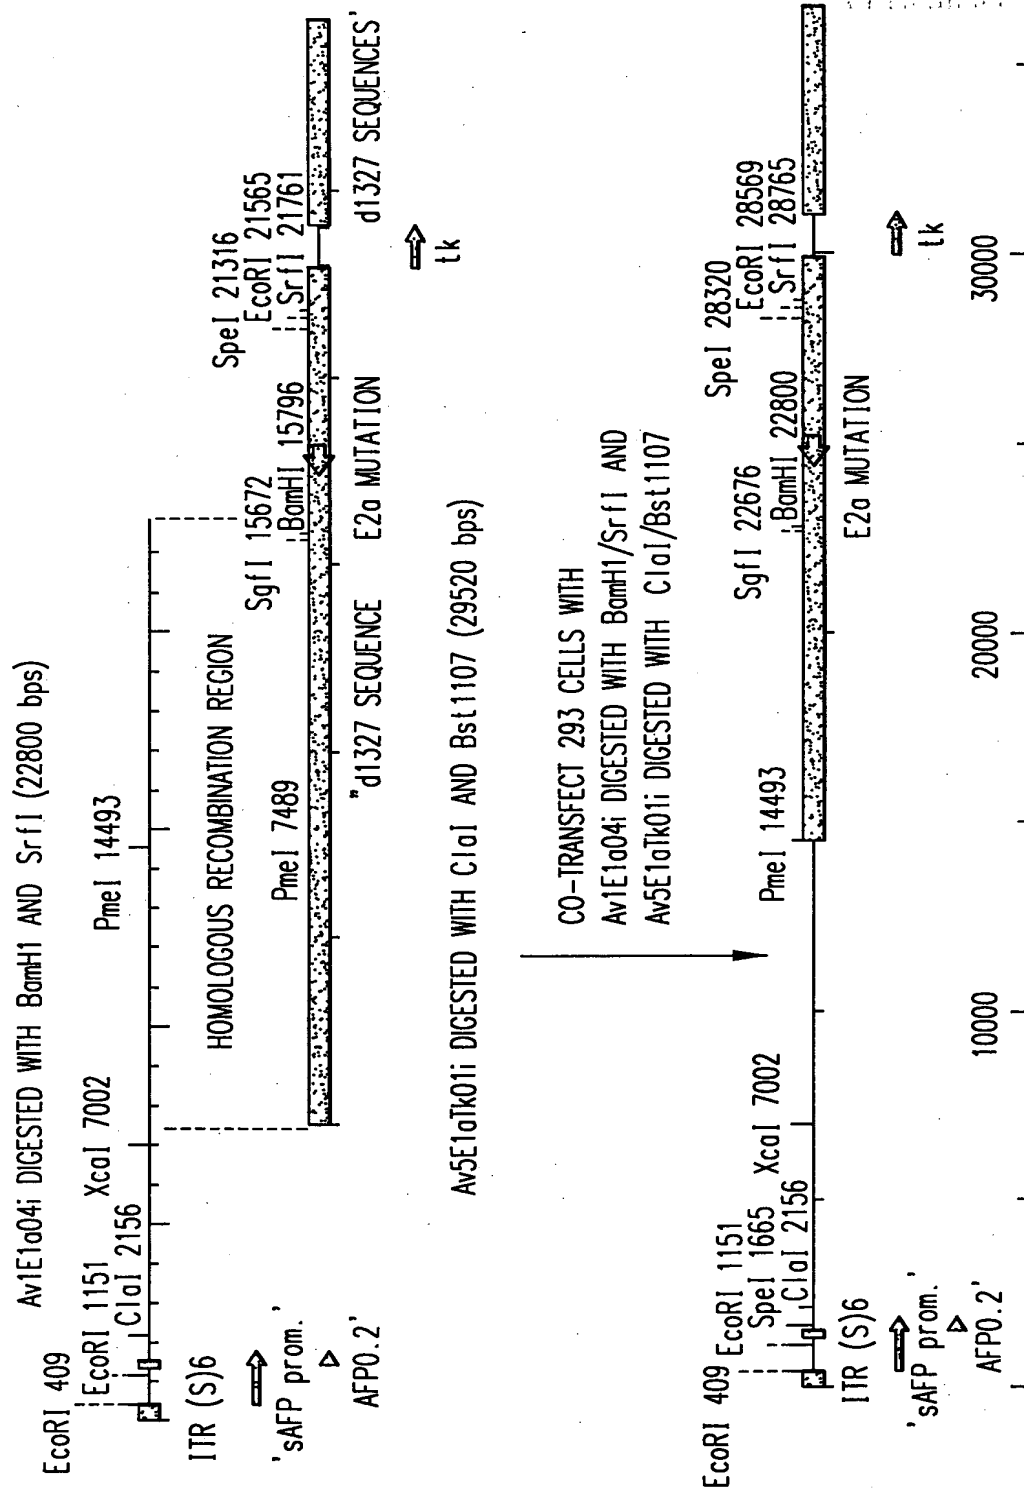 Av1E1a04i DIGESTED WITH BamH1 AND SrfI (22800 bps)
EcoRI 409
EcoRI 1151
ClaI 2156
XcaI 7002
PmeI 14493
ITR (S)6
'sAFP prom.'
AFP0.2'
HOMOLOGOUS RECOMBINATION REGION
PmeI 7489
SgfI 15672
BamHI 15796
SpeI 21316
EcoRI 21565
SrfI 21761
"d1327 SEQUENCE
E2a MUTATION
tk
d1327 SEQUENCES'
Av5E1aTk01i DIGESTED WITH ClaI AND Bst1107 (29520 bps)
CO-TRANSFECT 293 CELLS WITH
Av1E1a04i DIGESTED WITH BamH1/SrfI AND
Av5E1aTk01i DIGESTED WITH ClaI/Bst1107
EcoRI 409
EcoRI 1151
SpeI 1665
ClaI 2156
XcaI 7002
PmeI 14493
SgfI 22676
BamHI 22800
SpeI 28320
EcoRI 28569
SrfI 28765
ITR (S)6
'sAFP prom.'
AFP0.2'
E2a MUTATION
tk
10000
20000
30000